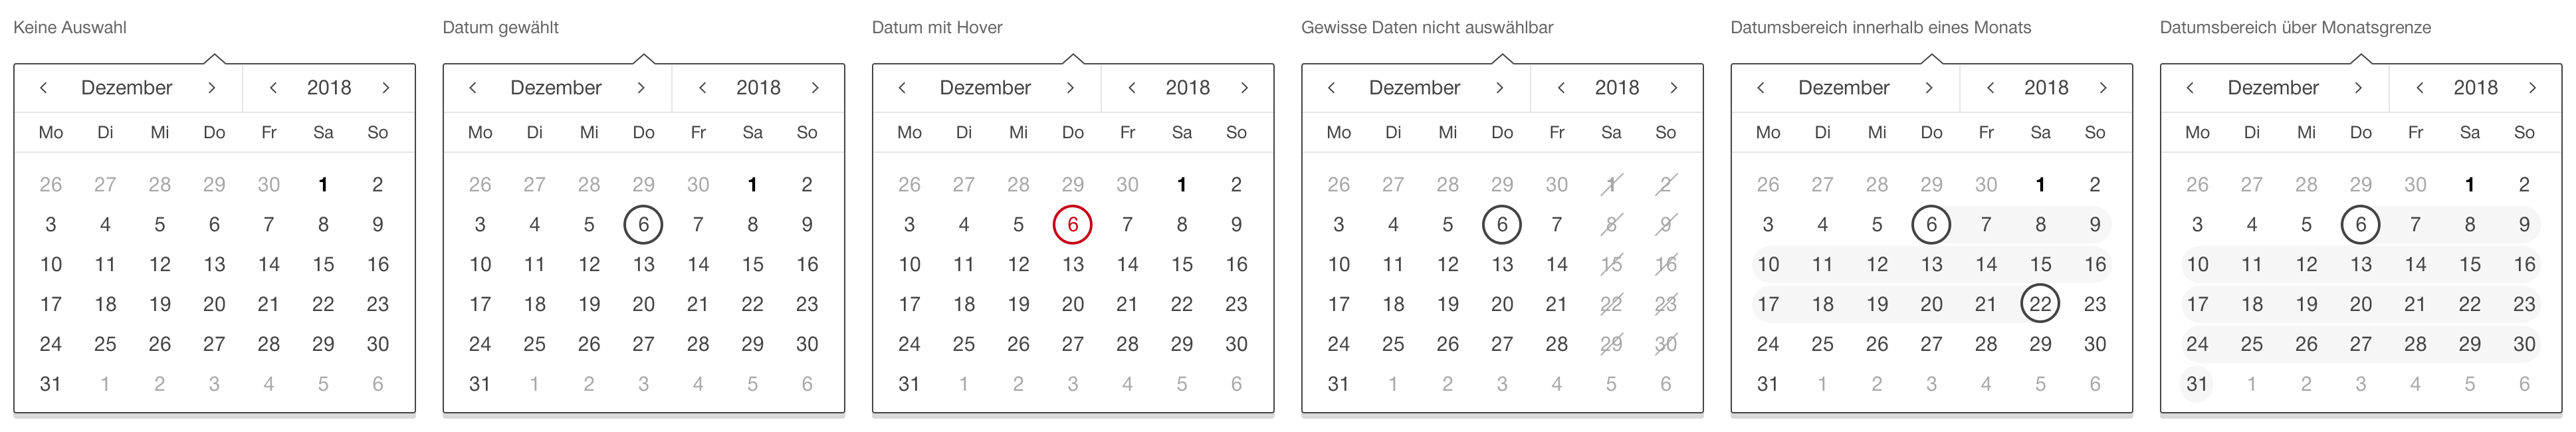 Keine Auswahl
< Dezember > < 2018 >
Mo Di Mi Do Fr Sa So
26 27 28 29 30 1 2
3 4 5 6 7 8 9
10 11 12 13 14 15 16
17 18 19 20 21 22 23
24 25 26 27 28 29 30
31 1 2 3 4 5 6
Datum gewählt
< Dezember > < 2018 >
Mo Di Mi Do Fr Sa So
26 27 28 29 30 1 2
3 4 5 6 7 8 9
10 11 12 13 14 15 16
17 18 19 20 21 22 23
24 25 26 27 28 29 30
31 1 2 3 4 5 6
Datum mit Hover
< Dezember > < 2018 >
Mo Di Mi Do Fr Sa So
26 27 28 29 30 1 2
3 4 5 6 7 8 9
10 11 12 13 14 15 16
17 18 19 20 21 22 23
24 25 26 27 28 29 30
31 1 2 3 4 5 6
Gewisse Daten nicht auswählbar
< Dezember > < 2018 >
Mo Di Mi Do Fr Sa So
26 27 28 29 30 1 2
3 4 5 6 7 8 9
10 11 12 13 14 15 16
17 18 19 20 21 22 23
24 25 26 27 28 29 30
31 1 2 3 4 5 6
Datumsbereich innerhalb eines Monats
< Dezember > < 2018 >
Mo Di Mi Do Fr Sa So
26 27 28 29 30 1 2
3 4 5 6 7 8 9
10 11 12 13 14 15 16
17 18 19 20 21 22 23
24 25 26 27 28 29 30
31 1 2 3 4 5 6
Datumsbereich über Monatsgrenze
< Dezember > < 2018 >
Mo Di Mi Do Fr Sa So
26 27 28 29 30 1 2
3 4 5 6 7 8 9
10 11 12 13 14 15 16
17 18 19 20 21 22 23
24 25 26 27 28 29 30
31 1 2 3 4 5 6